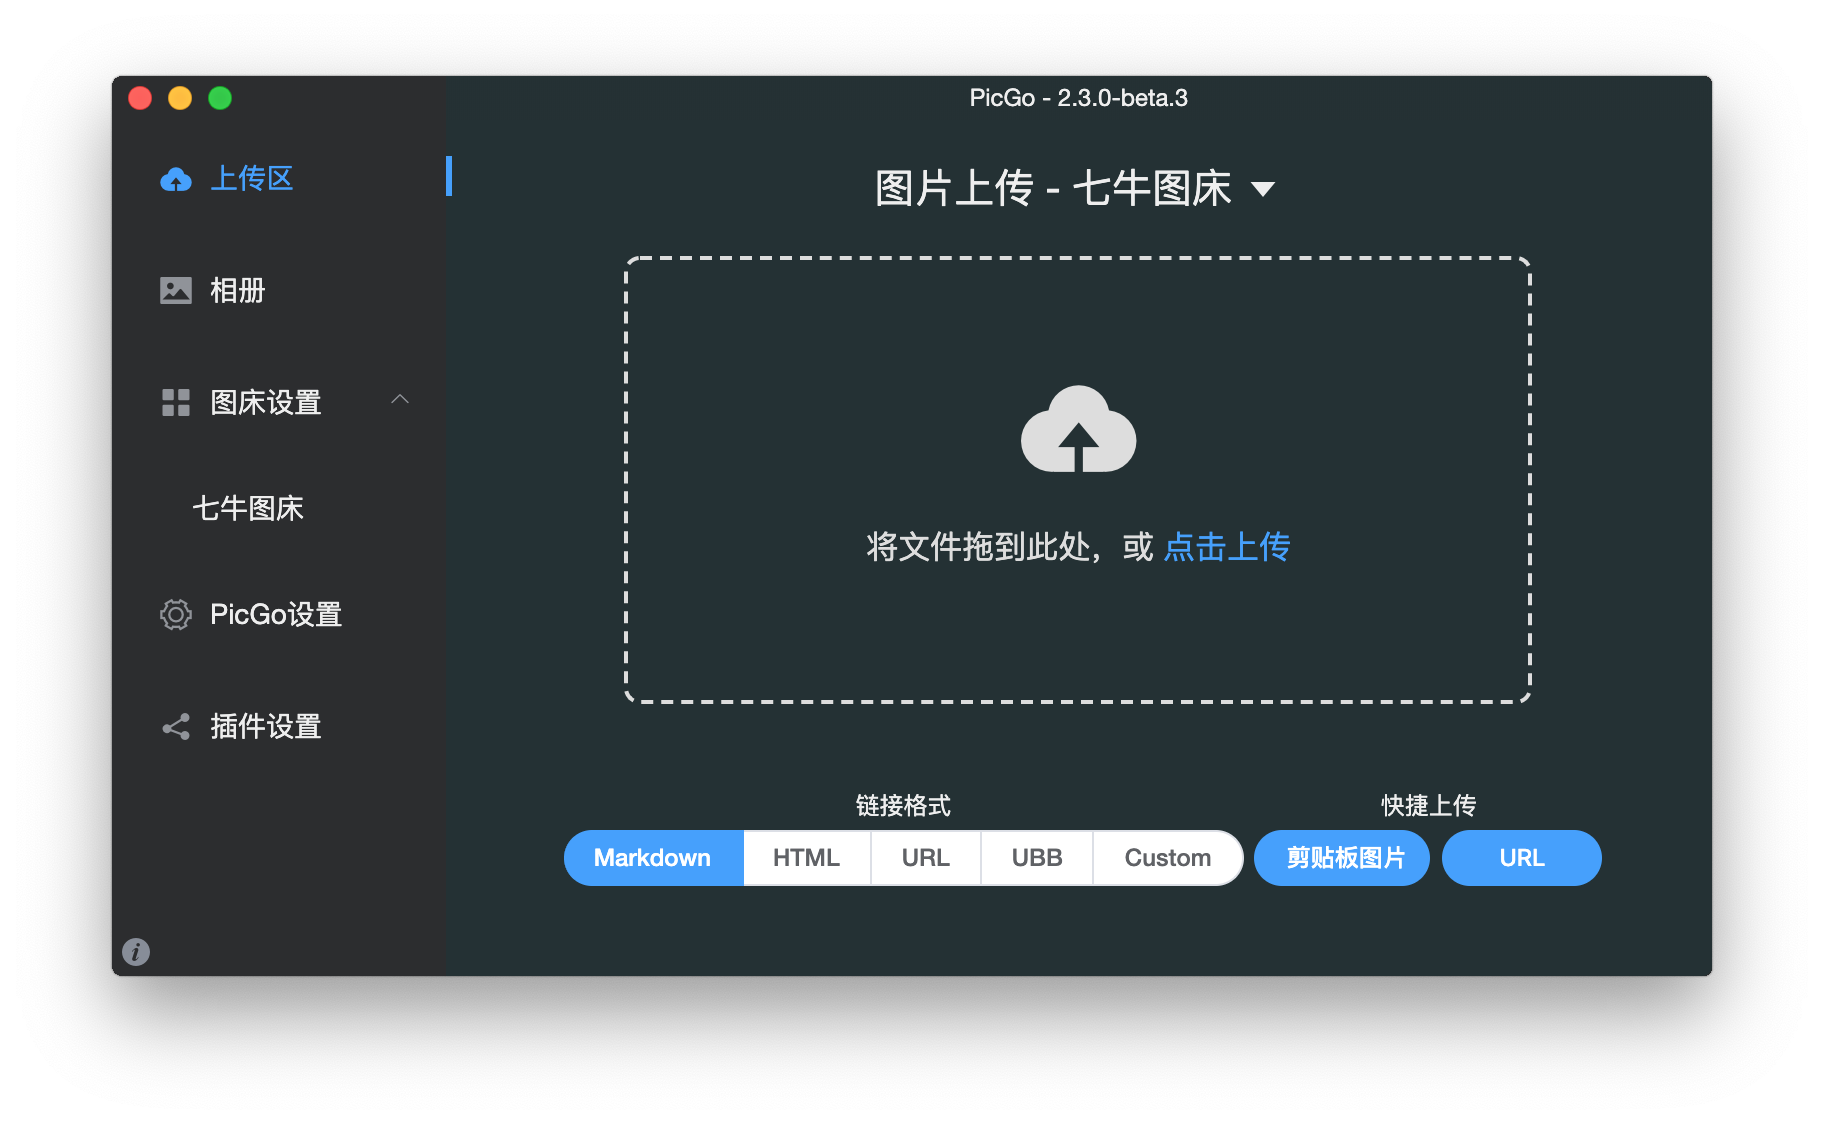 PicGo - 2.3.0-beta.3
上传区
相册
图床设置
七牛图床
PicGo设置
插件设置
图片上传 - 七牛图床
将文件拖到此处，或 点击上传
链接格式
Markdown HTML URL UBB Custom
快捷上传
剪贴板图片 URL